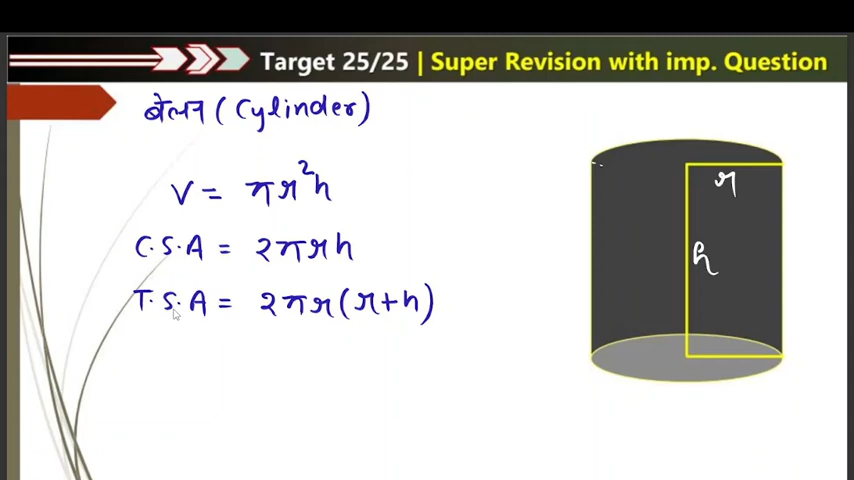 Target 25/25 | Super Revision with imp. Question
बेलन (Cylinder)
V = πr²h
C.S.A = 2πrh
T.S.A = 2πr(r+h)
r
h